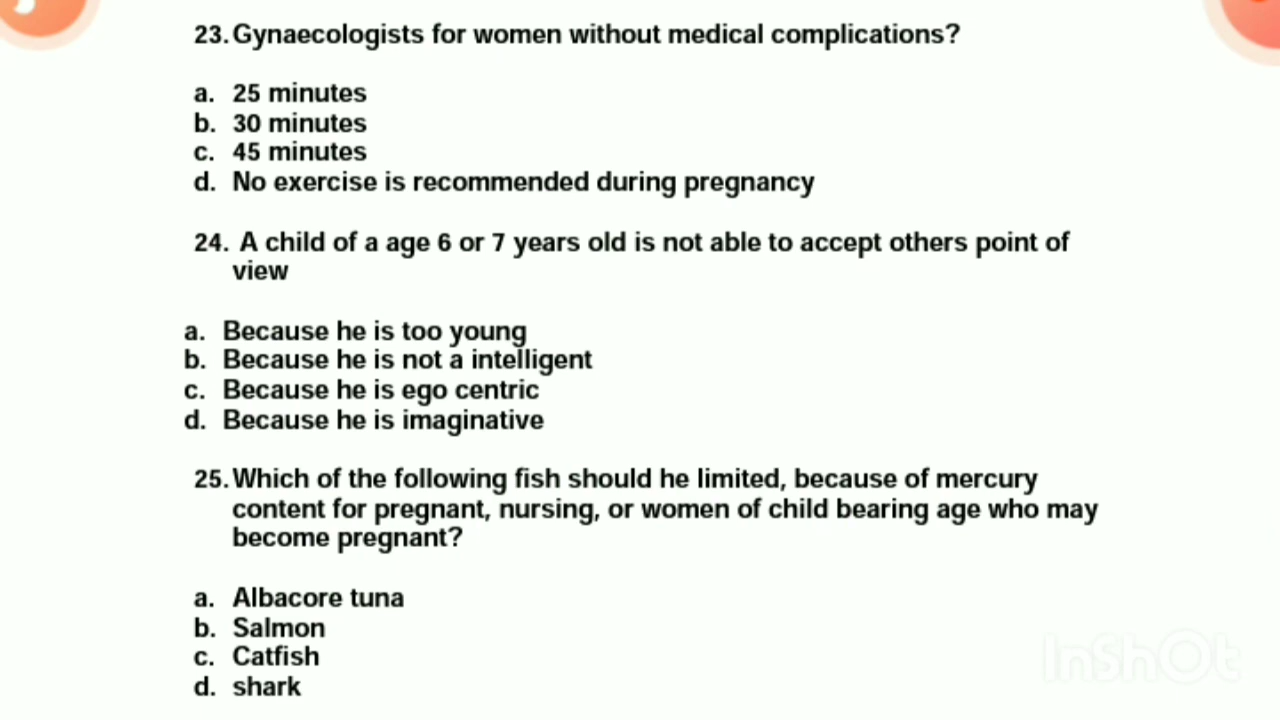 23. Gynaecologists for women without medical complications?
a. 25 minutes
b. 30 minutes
c. 45 minutes
d. No exercise is recommended during pregnancy
24. A child of a age 6 or 7 years old is not able to accept others point of
view
a. Because he is too young
b. Because he is not a intelligent
c. Because he is ego centric
d. Because he is imaginative
25. Which of the following fish should he limited, because of mercury
content for pregnant, nursing, or women of child bearing age who may
become pregnant?
a. Albacore tuna
b. Salmon
c. Catfish
d. shark
InShOt